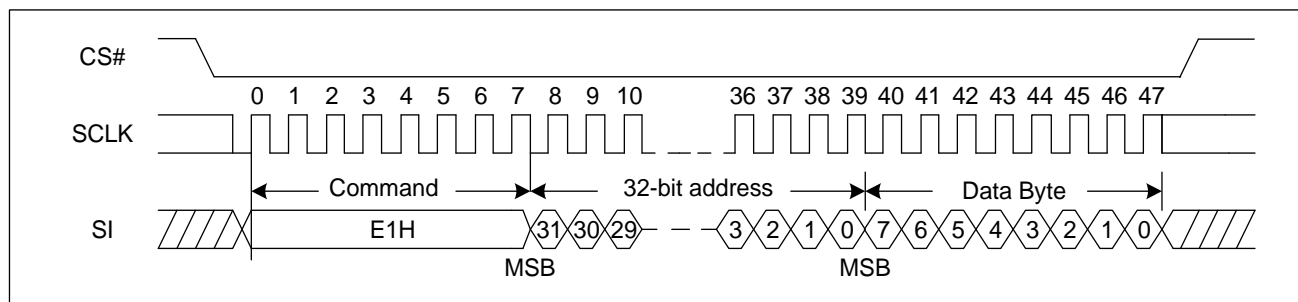 CS#
0 1 2 3 4 5 6 7 8 9 10 36 37 38 39 40 41 42 43 44 45 46 47
SCLK
Command 32-bit address Data Byte
SI E1H 31 30 29 3 2 1 0 7 6 5 4 3 2 1 0
MSB MSB